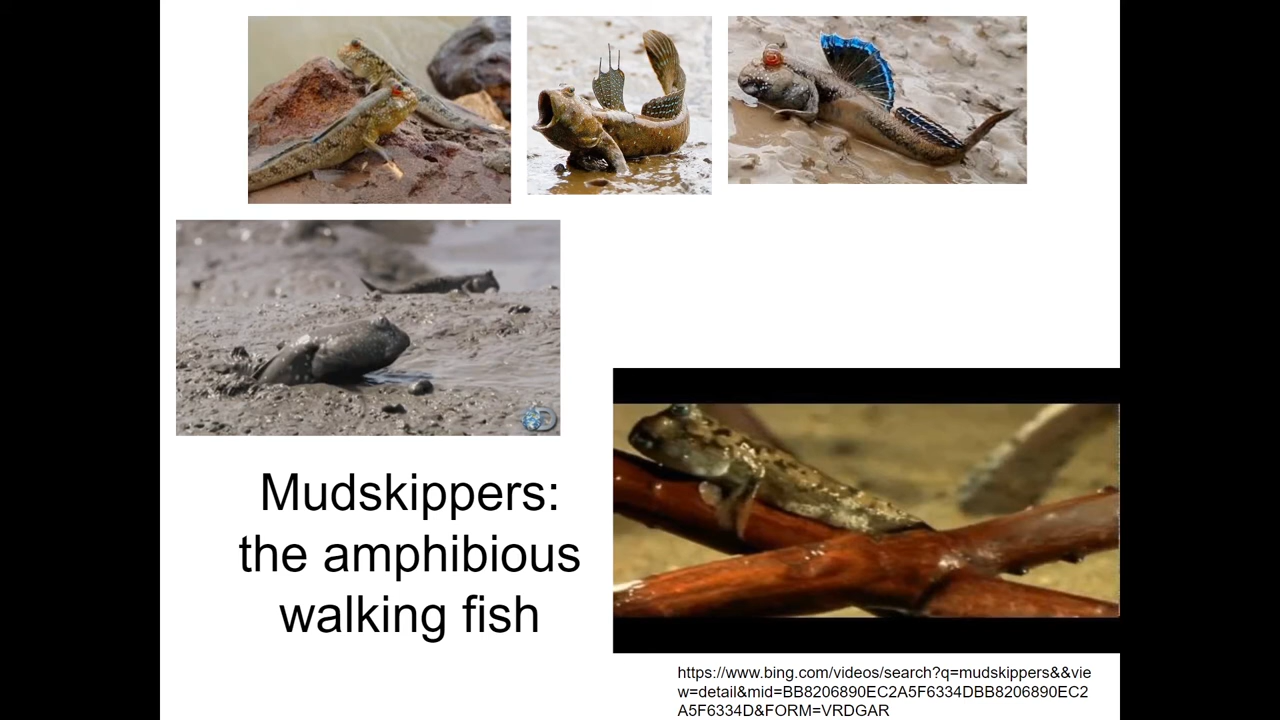 Mudskippers:
the amphibious
walking fish
https://www.bing.com/videos/search?q=mudskippers&&vie
w=detail&mid=BB8206890EC2A5F6334DBB8206890EC2
A5F6334D&FORM=VRDGAR